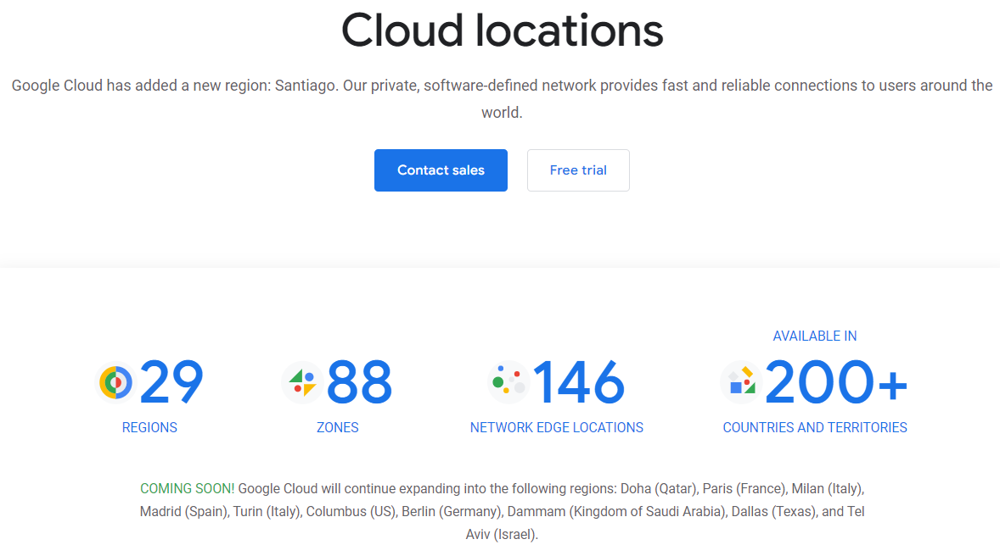 Cloud locations
Google Cloud has added a new region: Santiago. Our private, software-defined network provides fast and reliable connections to users around the
world.
Contact sales
Free trial
29
REGIONS
88
ZONES
146
NETWORK EDGE LOCATIONS
AVAILABLE IN
200+
COUNTRIES AND TERRITORIES
COMING SOON! Google Cloud will continue expanding into the following regions: Doha (Qatar), Paris (France), Milan (Italy),
Madrid (Spain), Turin (Italy), Columbus (US), Berlin (Germany), Dammam (Kingdom of Saudi Arabia), Dallas (Texas), and Tel
Aviv (Israel).